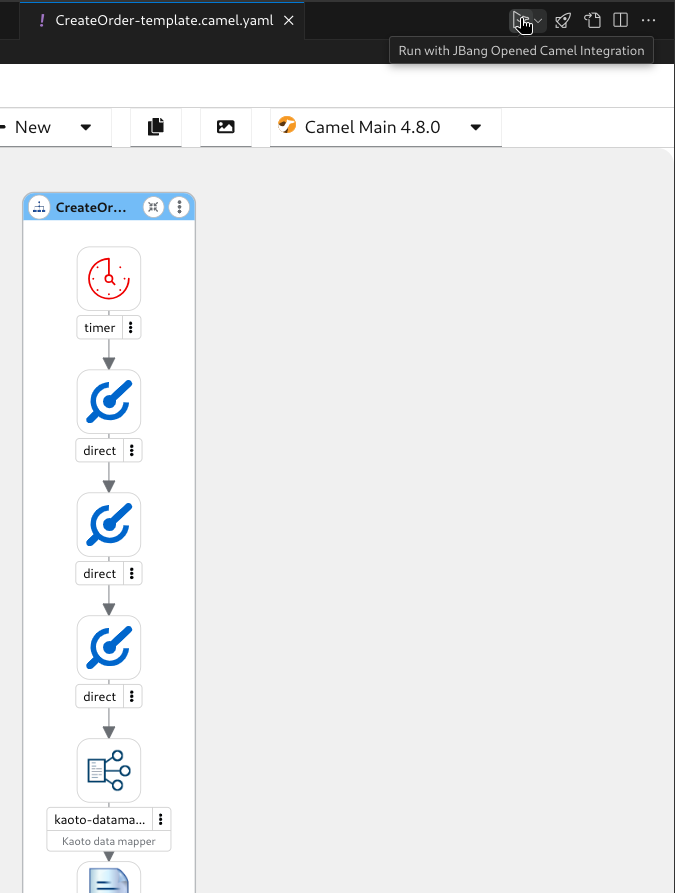 ! CreateOrder-template.camel.yaml
Run with JBang Opened Camel Integration
New
Camel Main 4.8.0
CreateOr...
timer
direct
direct
direct
kaoto-datama...
Kaoto data mapper